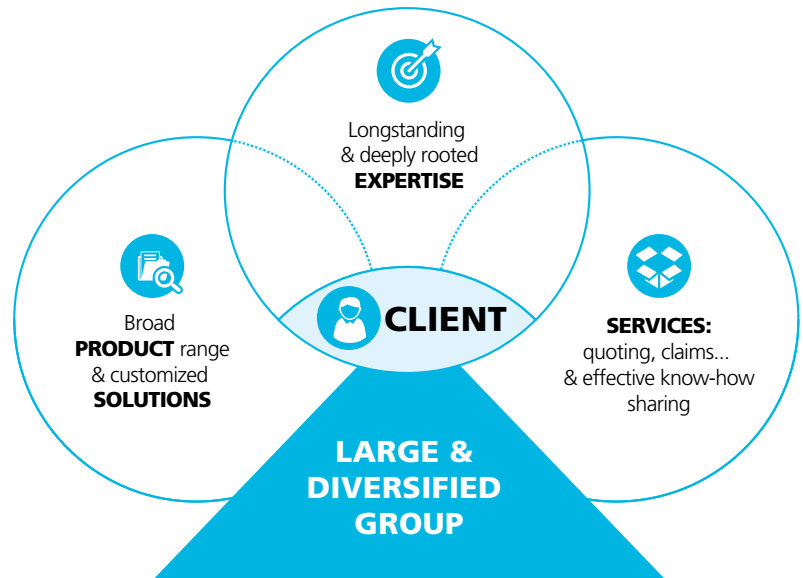 Longstanding
& deeply rooted
EXPERTISE
Broad
PRODUCT range
& customized
SOLUTIONS
CLIENT
SERVICES:
quoting, claims...
& effective know-how
sharing
LARGE &
DIVERSIFIED
GROUP